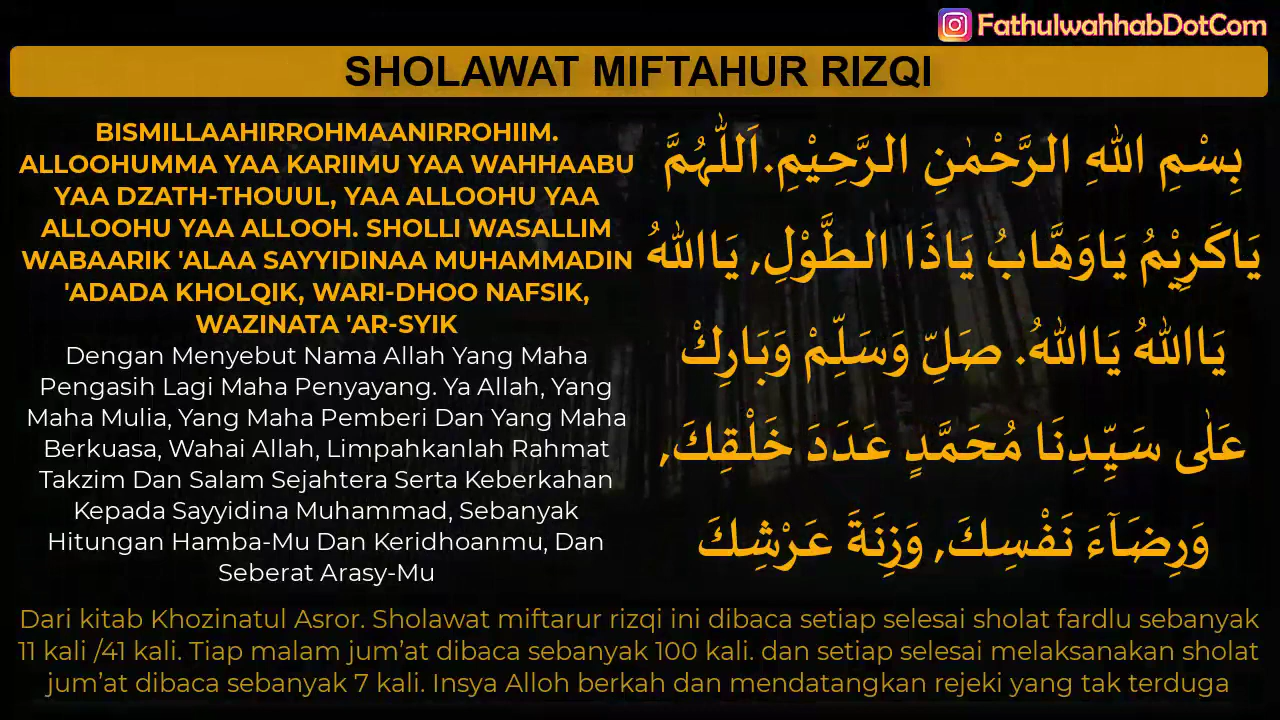 FathulwahhabDotCom
SHOLAWAT MIFTAHUR RIZQI
BISMILLAAHIRROHMAANIRROHIIM.
ALLOOHUMMA YAA KARIIMU YAA WAHHAABU
YAA DZATH-THOUUL, YAA ALLOOHU YAA
ALLOOHU YAA ALLOOH. SHOLLI WASALLIM
WABAARIK 'ALAA SAYYIDINAA MUHAMMADIN
'ADADA KHOLQIK, WARI-DHOO NAFSIK,
WAZINATA 'AR-SYIK
Dengan Menyebut Nama Allah Yang Maha
Pengasih Lagi Maha Penyayang. Ya Allah, Yang
Maha Mulia, Yang Maha Pemberi Dan Yang Maha
Berkuasa, Wahai Allah, Limpahkanlah Rahmat
Takzim Dan Salam Sejahtera Serta Keberkahan
Kepada Sayyidina Muhammad, Sebanyak
Hitungan Hamba-Mu Dan Keridhoanmu, Dan
Seberat Arasy-Mu
بِسْمِ اللهِ الرَّحْمٰنِ الرَّحِيْمِ.اَللّٰهُمَّ
يَاكَرِيْمُ يَاوَهَّابُ يَاذَا الطَّوْلِ, يَااللهُ
يَااللهُ يَااللهُ. صَلِّ وَسَلِّمْ وَبَارِكْ
عَلٰى سَيِّدِنَا مُحَمَّدٍ عَدَدَ خَلْقِكَ,
وَرِضَآءَ نَفْسِكَ, وَزِنَةَ عَرْشِكَ
Dari kitab Khozinatul Asror. Sholawat miftarur rizqi ini dibaca setiap selesai sholat fardlu sebanyak
11 kali /41 kali. Tiap malam jum’at dibaca sebanyak 100 kali. dan setiap selesai melaksanakan sholat
jum’at dibaca sebanyak 7 kali. Insya Alloh berkah dan mendatangkan rejeki yang tak terduga